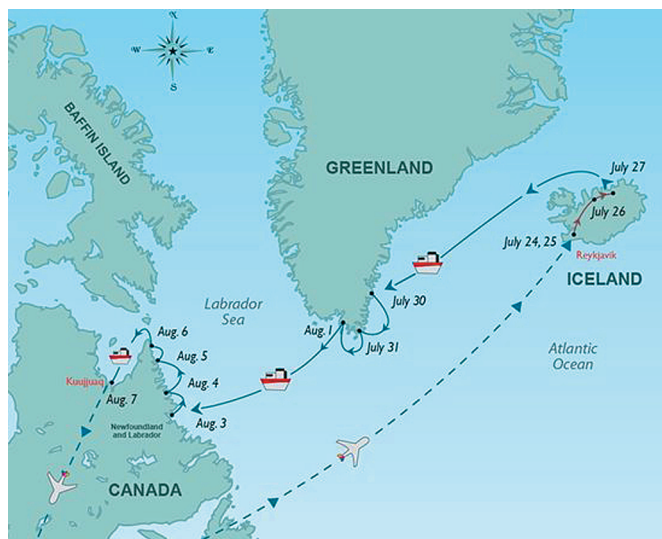 N
W
E
S
BAFFIN ISLAND
GREENLAND
July 27
July 26
July 24, 25
Reykjavik
ICELAND
Labrador
Sea
July 30
Aug. 1
July 31
Aug. 6
Aug. 5
Aug. 4
Kuujjuaq
Aug. 7
Aug. 3
Atlantic
Ocean
Newfoundland
and Labrador
CANADA